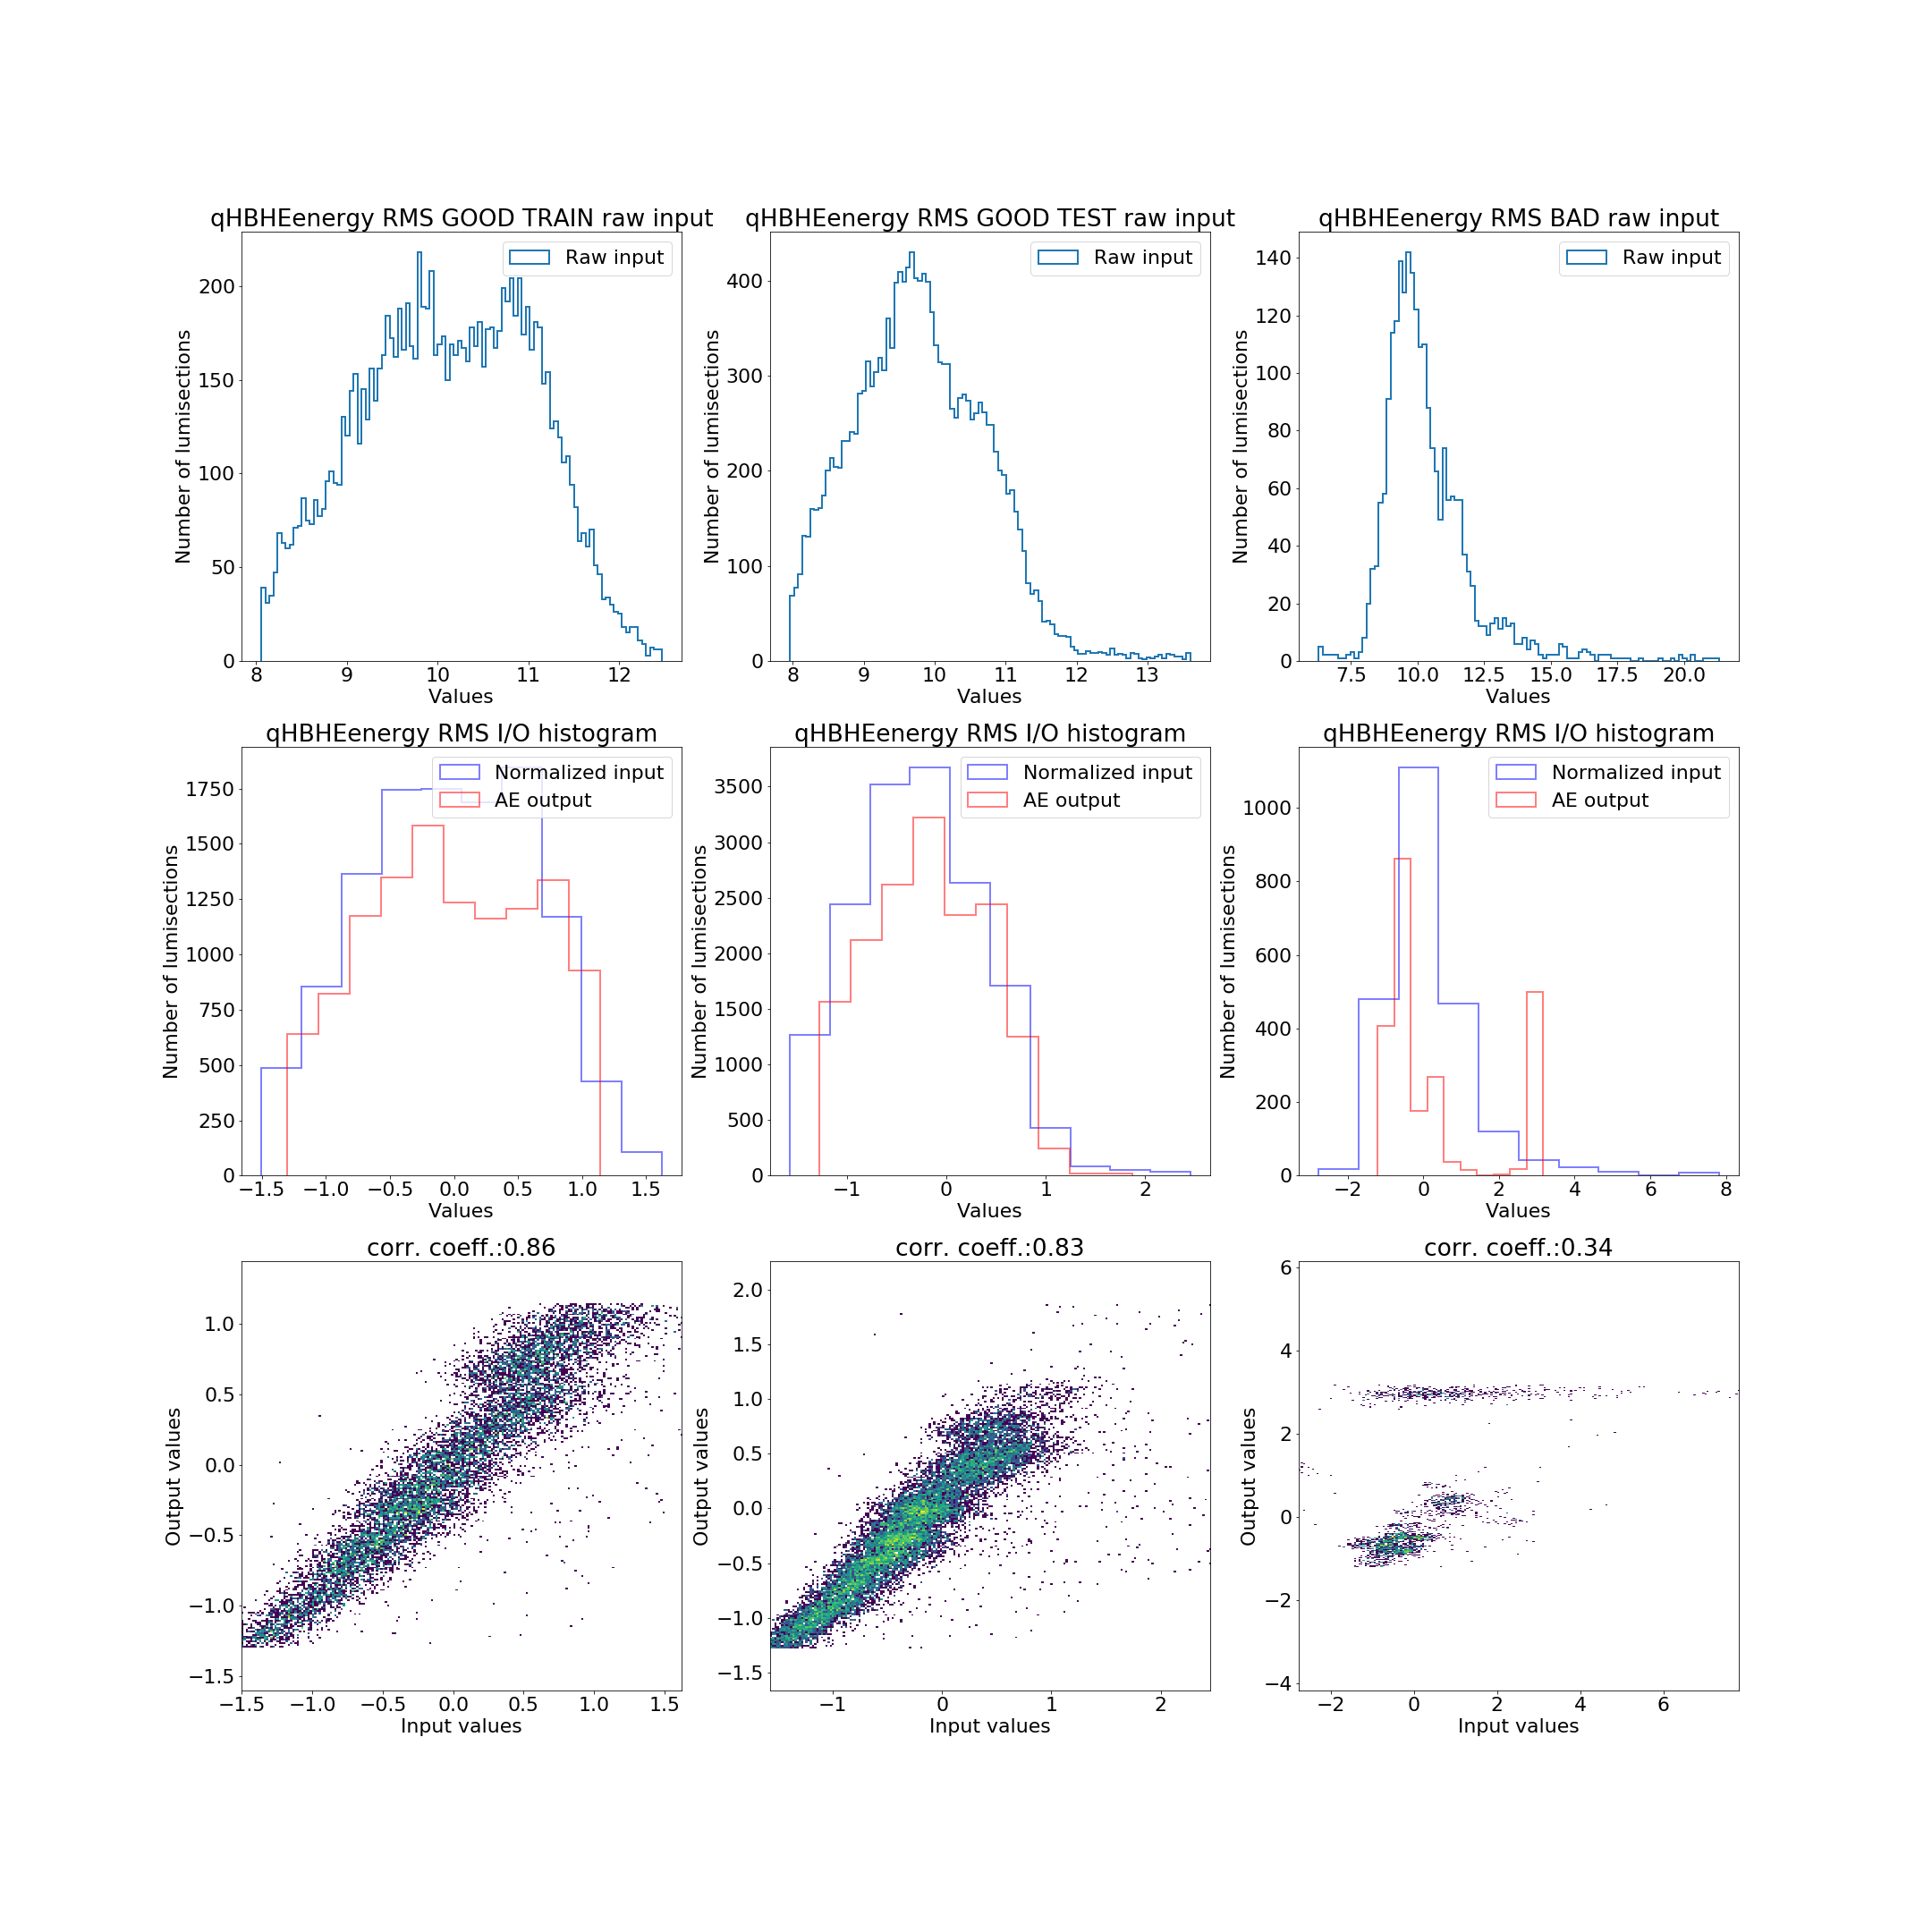 qHBHEenergy RMS GOOD TRAIN raw input
Raw input
Number of lumisections
200
150
100
50
0
8 9 10 11 12
Values
qHBHEenergy RMS GOOD TEST raw input
Raw input
Number of lumisections
400
300
200
100
0
8 9 10 11 12 13
Values
qHBHEenergy RMS BAD raw input
Raw input
Number of lumisections
140
120
100
80
60
40
20
0
7.5 10.0 12.5 15.0 17.5 20.0
Values
qHBHEenergy RMS I/O histogram
Normalized input
AE output
Number of lumisections
1750
1500
1250
1000
750
500
250
0
−1.5 −1.0 −0.5 0.0 0.5 1.0 1.5
Values
qHBHEenergy RMS I/O histogram
Normalized input
AE output
Number of lumisections
3500
3000
2500
2000
1500
1000
500
0
−1 0 1 2
Values
qHBHEenergy RMS I/O histogram
Normalized input
AE output
Number of lumisections
1000
800
600
400
200
0
−2 0 2 4 6 8
Values
corr. coeff.:0.86
Output values
1.0
0.5
0.0
−0.5
−1.0
−1.5
−1.5 −1.0 −0.5 0.0 0.5 1.0 1.5
Input values
corr. coeff.:0.83
Output values
2.0
1.5
1.0
0.5
0.0
−0.5
−1.0
−1.5
−1 0 1 2
Input values
corr. coeff.:0.34
Output values
6
4
2
0
−2
−4
−2 0 2 4 6
Input values